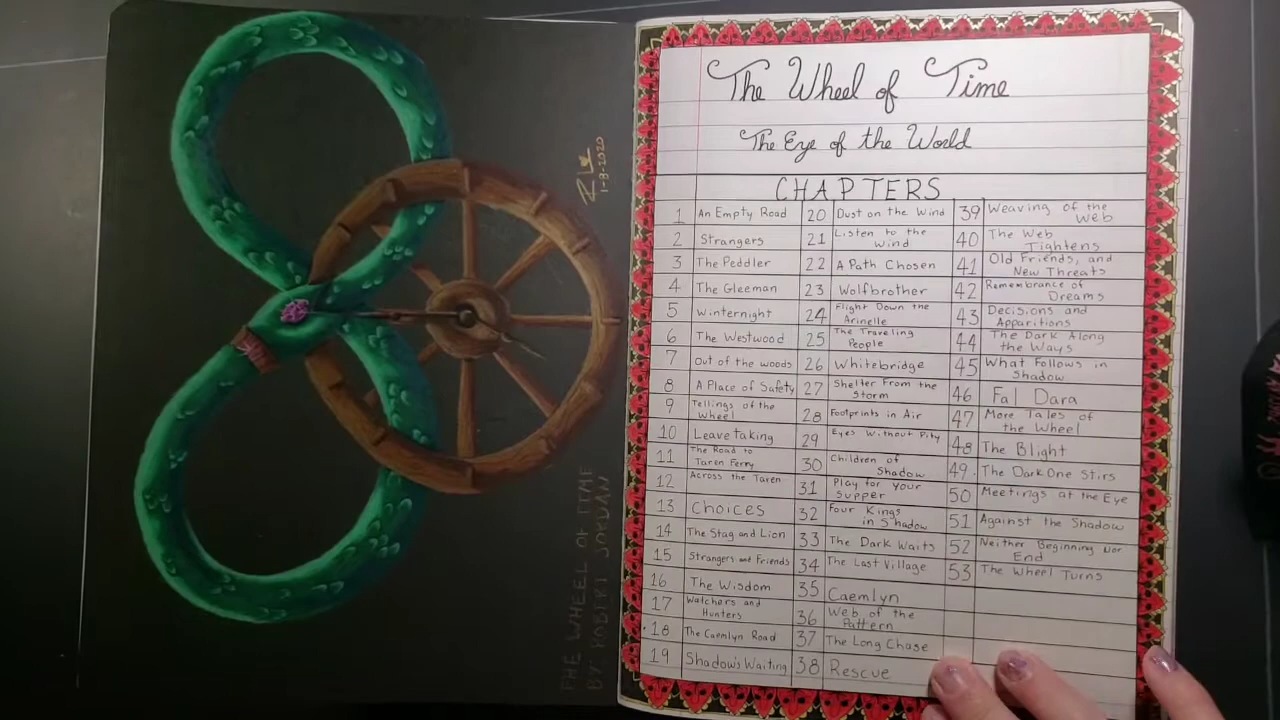 The Wheel of Time
The Eye of the World
CHAPTERS
1 An Empty Road
2 Strangers
3 The Peddler
4 The Gleeman
5 Winternight
6 The Westwood
7 Out of the woods
8 A Place of Safety
9 Tellings of the
Wheel
10 Leavetaking
11 The Road to
Taren Ferry
12 Across the Taren
13 Choices
14 The Stag and Lion
15 Strangers and Friends
16 The Wisdom
17 Watchers and
Hunters
18 The Caemlyn Road
19 Shadow's Waiting
20 Dust on the Wind
21 Listen to the
Wind
22 A Path Chosen
23 Wolfbrother
24 Flight Down the
Arinelle
25 The Traveling
People
26 Whitebridge
27 Shelter From the
Storm
28 Footprints in Air
29 Eyes Without Pity
30 Children of
Shadow
31 Play for Your
Supper
32 Four Kings
in Shadow
33 The Dark Waits
34 The Last Village
35 Caemlyn
36 Web of the
Pattern
37 The Long Chase
38 Rescue
39 Weaving of the
Web
40 The Web
Tightens
41 Old Friends, and
New Threats
42 Remembrance of
Dreams
43 Decisions and
Apparitions
44 The Dark Along
the Ways
45 What Follows in
Shadow
46 Fal Dara
47 More Tales of
the Wheel
48 The Blight
49 The Dark One Stirs
50 Meetings at the Eye
51 Against the Shadow
52 Neither Beginning Nor
End
53 The Wheel Turns
1-8-2020
THE WHEEL OF TIME
BY: ROBERT JORDAN